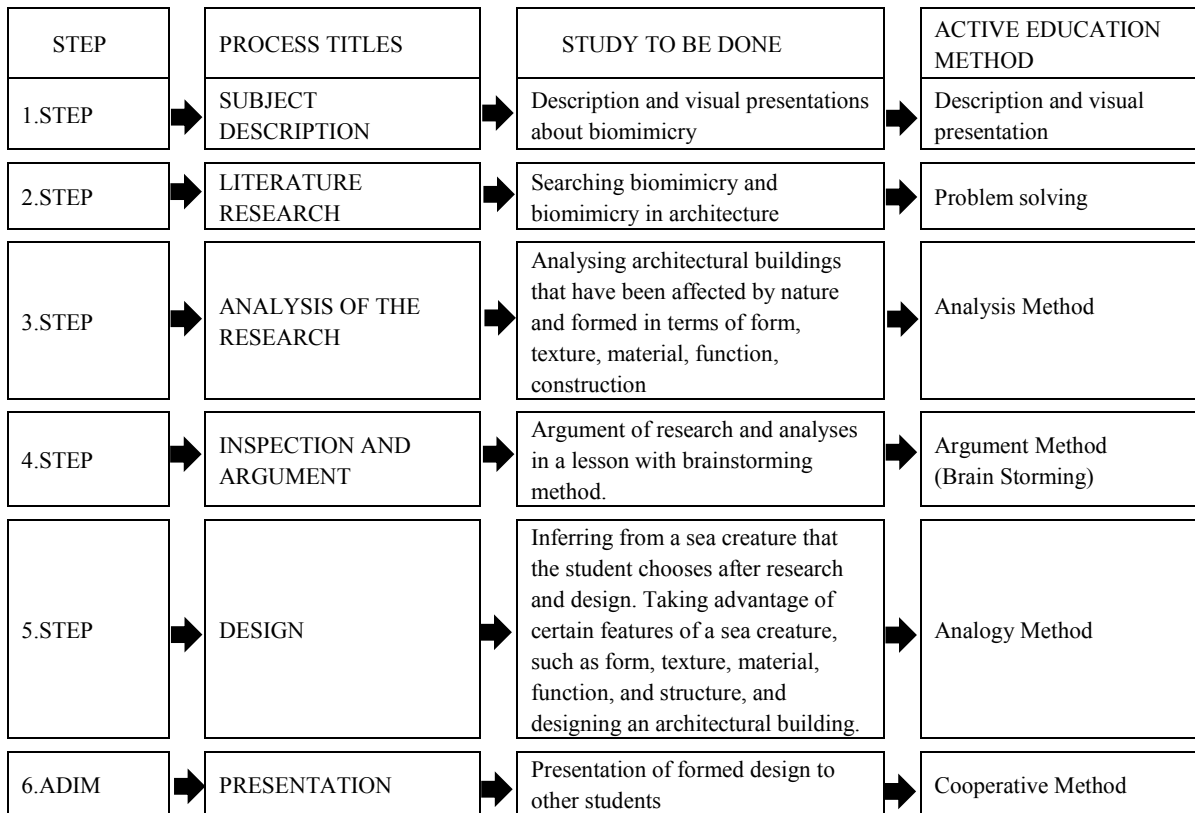 STEP
PROCESS TITLES
STUDY TO BE DONE
ACTIVE EDUCATION
METHOD
1.STEP
SUBJECT
DESCRIPTION
Description and visual presentations
about biomimicry
Description and visual
presentation
2.STEP
LITERATURE
RESEARCH
Searching biomimicry and
biomimicry in architecture
Problem solving
3.STEP
ANALYSIS OF THE
RESEARCH
Analysing architectural buildings
that have been affected by nature
and formed in terms of form,
texture, material, function,
construction
Analysis Method
4.STEP
INSPECTION AND
ARGUMENT
Argument of research and analyses
in a lesson with brainstorming
method.
Argument Method
(Brain Storming)
5.STEP
DESIGN
Inferring from a sea creature that
the student chooses after research
and design. Taking advantage of
certain features of a sea creature,
such as form, texture, material,
function, and structure, and
designing an architectural building.
Analogy Method
6.ADIM
PRESENTATION
Presentation of formed design to
other students
Cooperative Method